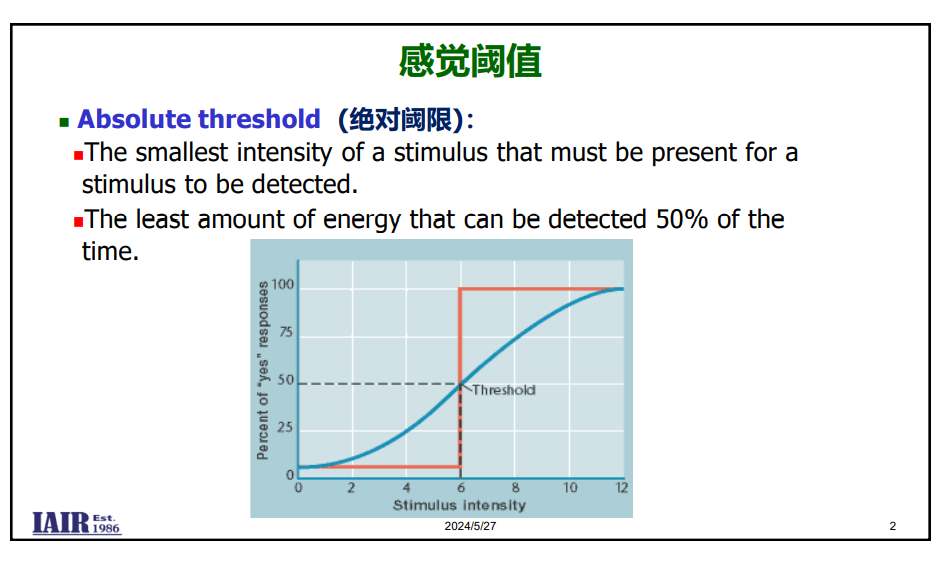 感觉阈值
Absolute threshold (绝对阈限):
The smallest intensity of a stimulus that must be present for a
stimulus to be detected.
The least amount of energy that can be detected 50% of the
time.
Percent of "yes" responses
100
75
50
25
0
Threshold
0 2 4 6 8 10 12
Stimulus intensity
IAIR Est.
1986
2024/5/27
2